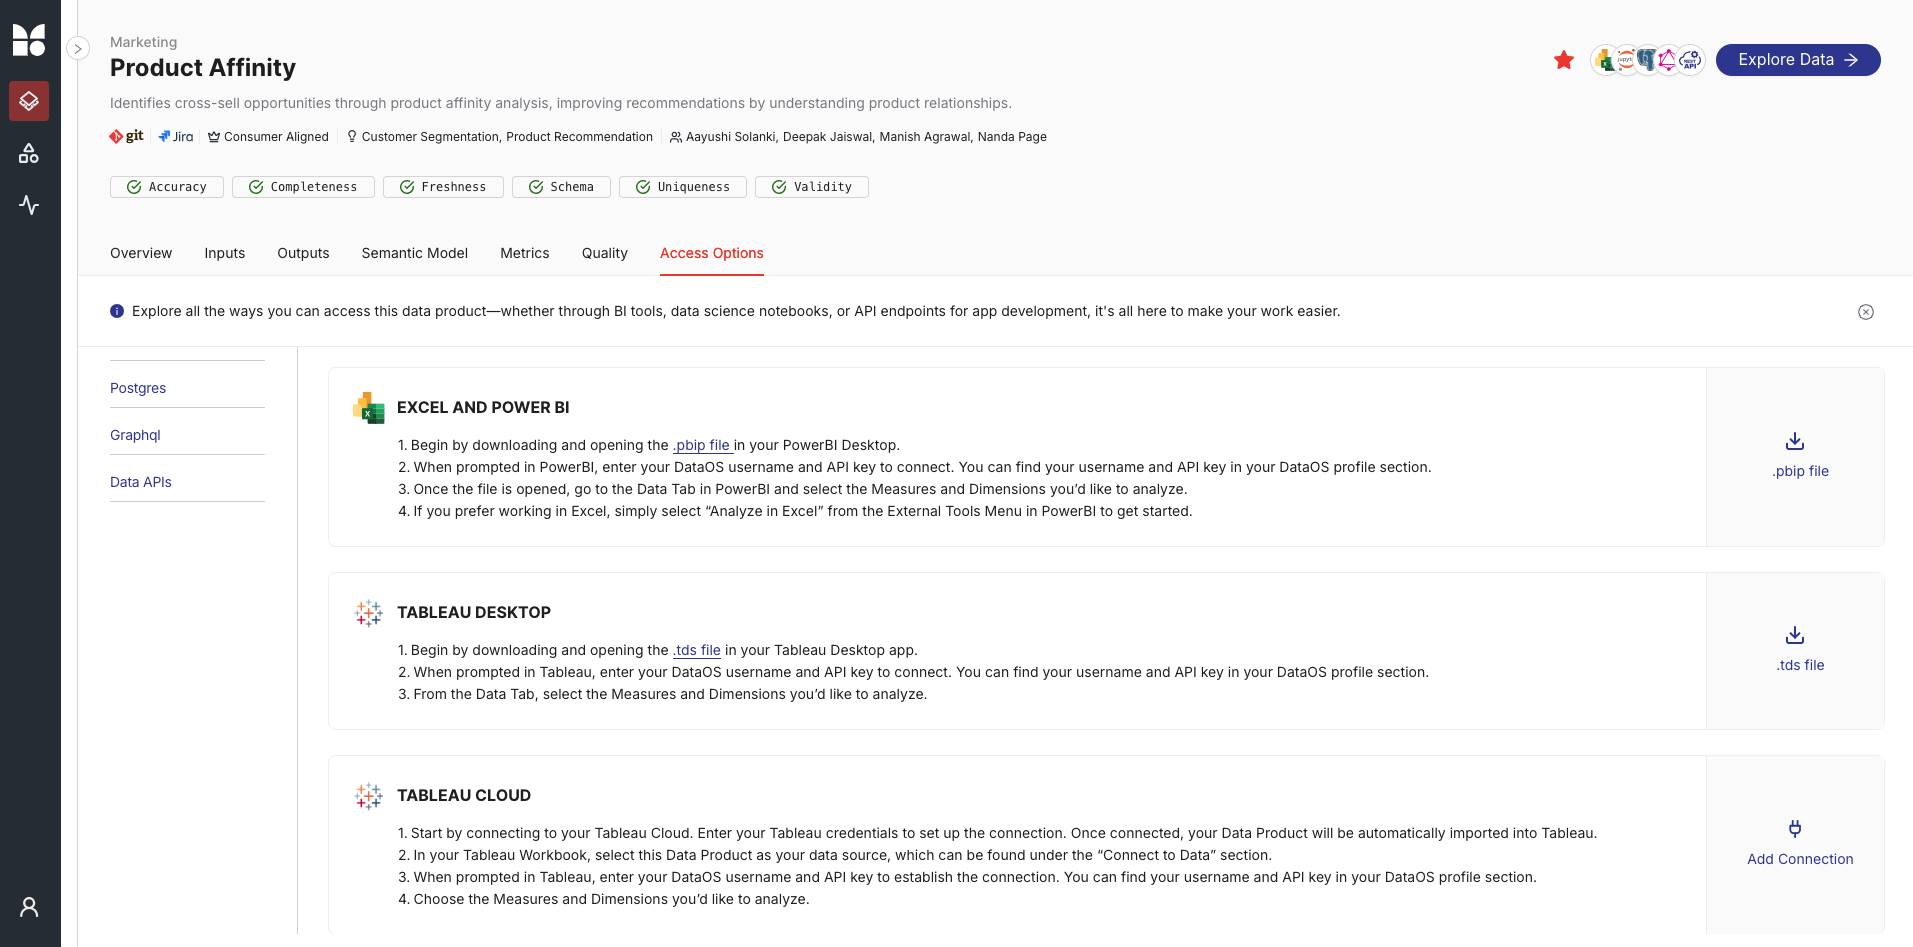 Marketing
Product Affinity
Explore Data
Identifies cross-sell opportunities through product affinity analysis, improving recommendations by understanding product relationships.
git Jira Consumer Aligned Customer Segmentation, Product Recommendation Aayushi Solanki, Deepak Jaiswal, Manish Agrawal, Nanda Page
Accuracy Completeness Freshness Schema Uniqueness Validity
Overview Inputs Outputs Semantic Model Metrics Quality Access Options
Explore all the ways you can access this data product—whether through BI tools, data science notebooks, or API endpoints for app development, it's all here to make your work easier.
Postgres
Graphql
Data APIs
EXCEL AND POWER BI
1. Begin by downloading and opening the .pbip file in your PowerBI Desktop.
2. When prompted in PowerBI, enter your DataOS username and API key to connect. You can find your username and API key in your DataOS profile section.
3. Once the file is opened, go to the Data Tab in PowerBI and select the Measures and Dimensions you’d like to analyze.
4. If you prefer working in Excel, simply select “Analyze in Excel” from the External Tools Menu in PowerBI to get started.
.pbip file
TABLEAU DESKTOP
1. Begin by downloading and opening the .tds file in your Tableau Desktop app.
2. When prompted in Tableau, enter your DataOS username and API key to connect. You can find your username and API key in your DataOS profile section.
3. From the Data Tab, select the Measures and Dimensions you’d like to analyze.
.tds file
TABLEAU CLOUD
1. Start by connecting to your Tableau Cloud. Enter your Tableau credentials to set up the connection. Once connected, your Data Product will be automatically imported into Tableau.
2. In your Tableau Workbook, select this Data Product as your data source, which can be found under the “Connect to Data” section.
3. When prompted in Tableau, enter your DataOS username and API key to establish the connection. You can find your username and API key in your DataOS profile section.
4. Choose the Measures and Dimensions you’d like to analyze.
Add Connection